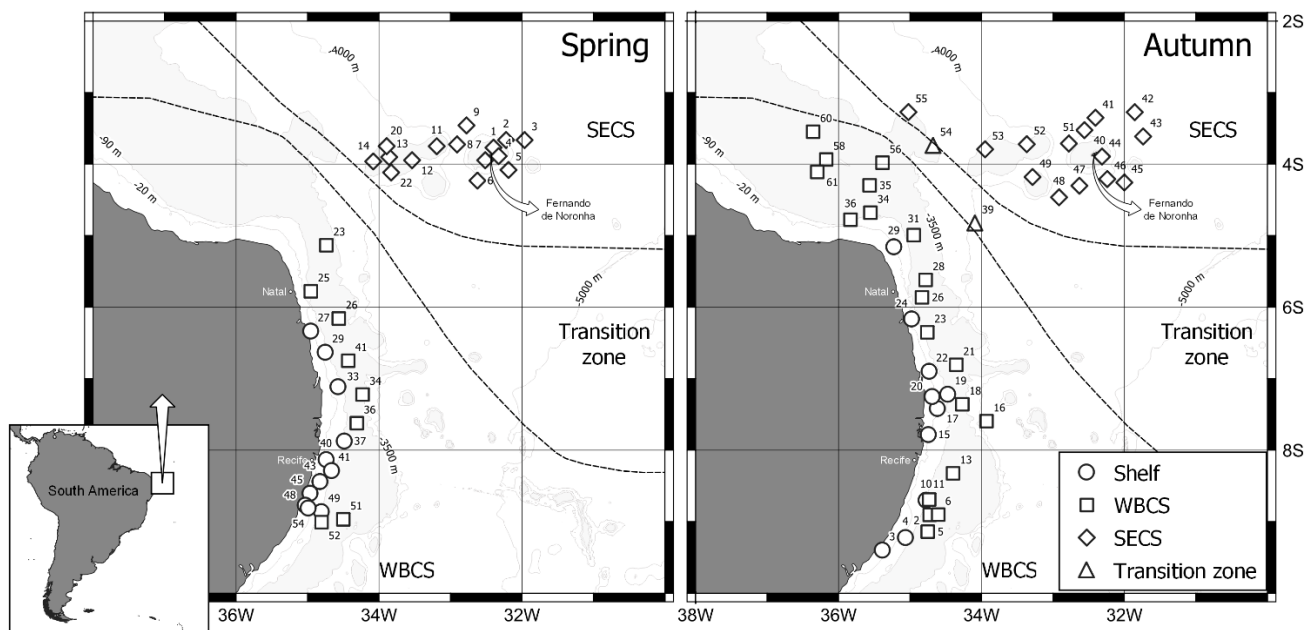 Spring
4000 m
SECS
9
2
3
20
11
1
14
13
8
7
4
5
12
22
6
Fernando
de Noronha
-90 m
-20 m
23
25
Natal
26
27
29
41
33
34
36
37
40
Recife
41
43
45
48
49
51
54
52
-3500 m
-5000 m
Transition
zone
WBCS
South America
36W
34W
32W
Autumn
4000 m
SECS
2S
4S
6S
8S
55
41
42
60
54
53
52
51
43
58
56
40
44
61
49
48
47
46
45
35
34
36
39
Fernando
de Noronha
-90 m
-20 m
31
29
-3500 m
28
Natal
26
24
23
-5000 m
22
21
20
19
18
17
16
15
Transition
zone
Recife
13
10
11
6
4
2
5
3
WBCS
Shelf
WBCS
SECS
Transition zone
36W
34W
32W